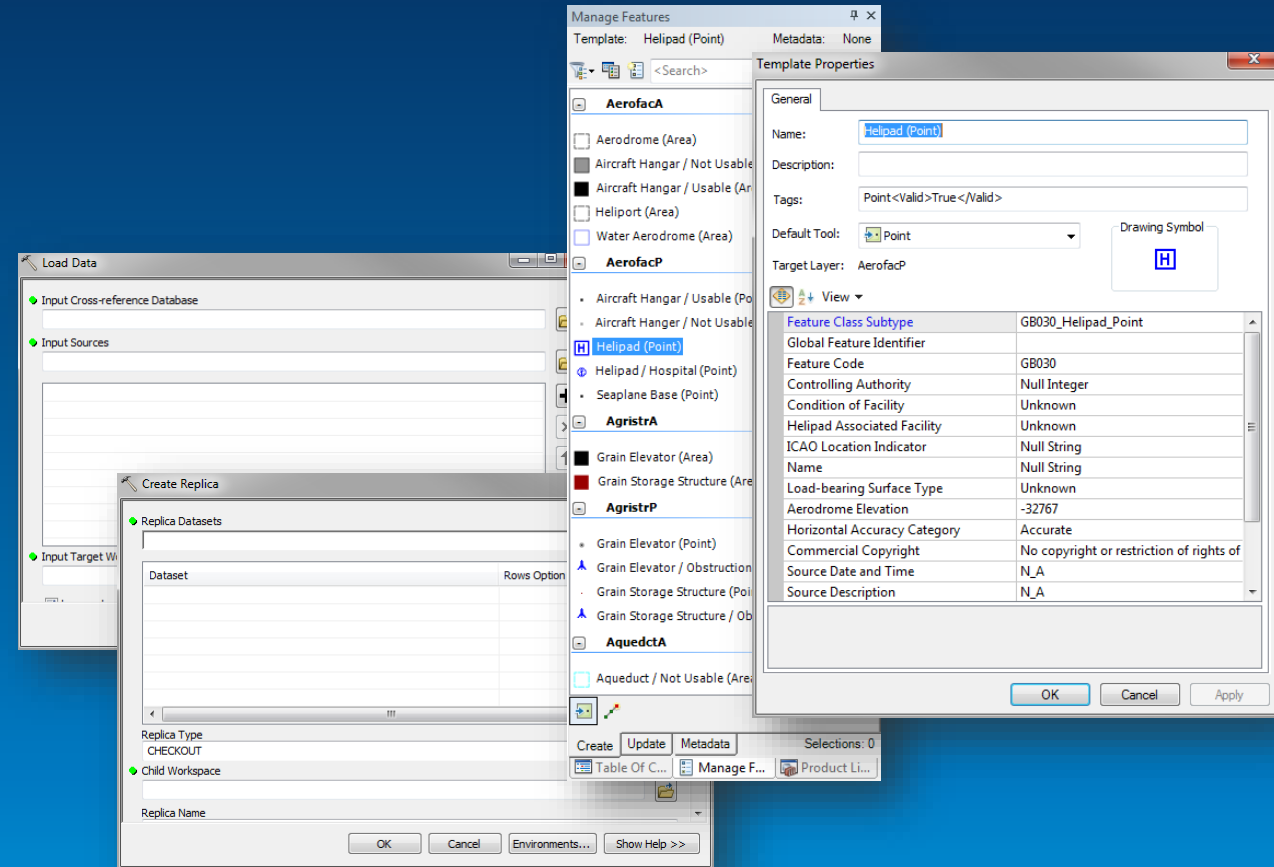 Manage Features
Template: Helipad (Point) Metadata: None
<Search>
AerofacA
Aerodrome (Area)
Aircraft Hangar / Not Usable
Aircraft Hangar / Usable (Ar
Heliport (Area)
Water Aerodrome (Area)
AerofacP
Aircraft Hangar / Usable (Po
Aircraft Hanger / Not Usable
H Helipad (Point)
Helipad / Hospital (Point)
Seaplane Base (Point)
AgristrA
Grain Elevator (Area)
Grain Storage Structure (Are
AgristrP
Grain Elevator (Point)
Grain Elevator / Obstruction
Grain Storage Structure (Poi
Grain Storage Structure / Ob
AquedctA
Aqueduct / Not Usable (Area
Create Update Metadata Selections: 0
Table Of C... Manage F... Product Li...
Template Properties
General
Name: Helipad (Point)
Description:
Tags: Point<Valid>True</Valid>
Default Tool: Point
Drawing Symbol
H
Target Layer: AerofacP
View
Feature Class Subtype GB030_Helipad_Point
Global Feature Identifier
Feature Code GB030
Controlling Authority Null Integer
Condition of Facility Unknown
Helipad Associated Facility Unknown
ICAO Location Indicator Null String
Name Null String
Load-bearing Surface Type Unknown
Aerodrome Elevation -32767
Horizontal Accuracy Category Accurate
Commercial Copyright No copyright or restriction of rights of
Source Date and Time N_A
Source Description N_A
OK Cancel Apply
Load Data
Input Cross-reference Database
Input Sources
Input Target W
Create Replica
Replica Datasets
Dataset Rows Option
Replica Type
CHECKOUT
Child Workspace
Replica Name
OK Cancel Environments... Show Help >>